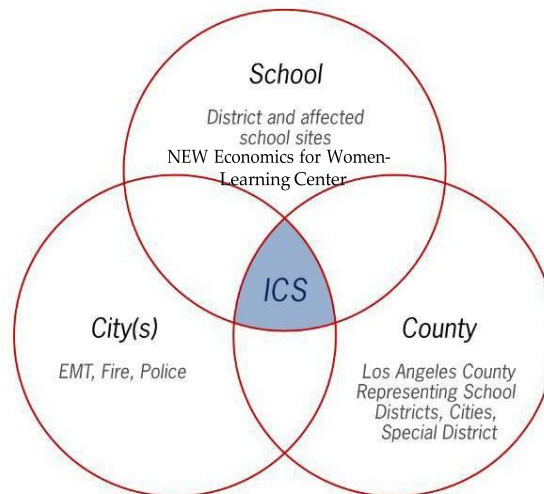 School
District and affected
school sites
NEW Economics for Women-
Learning Center
ICS
City(s)
EMT, Fire, Police
County
Los Angeles County
Representing School
Districts, Cities,
Special District